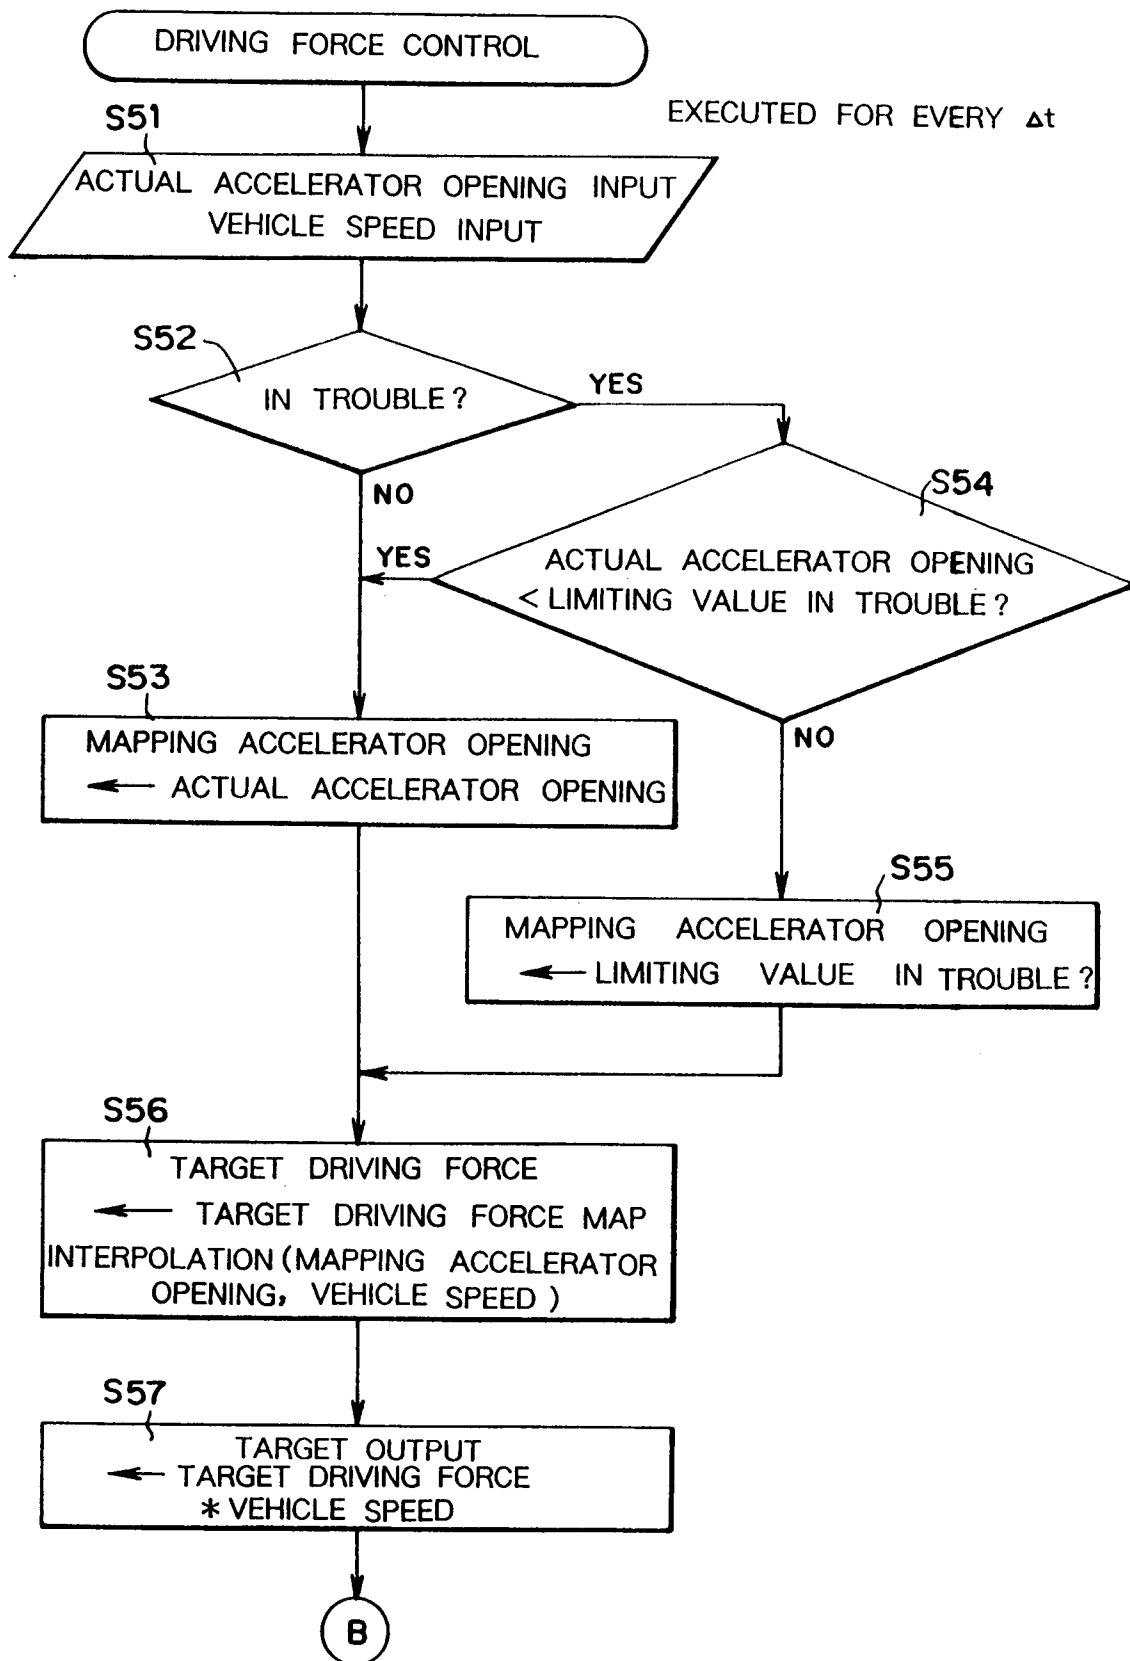 DRIVING FORCE CONTROL
EXECUTED FOR EVERY Δt
S51
ACTUAL ACCELERATOR OPENING INPUT
VEHICLE SPEED INPUT
S52
IN TROUBLE?
YES
NO
S54
ACTUAL ACCELERATOR OPENING
< LIMITING VALUE IN TROUBLE?
YES
NO
S53
MAPPING ACCELERATOR OPENING
← ACTUAL ACCELERATOR OPENING
S55
MAPPING ACCELERATOR OPENING
← LIMITING VALUE IN TROUBLE?
S56
TARGET DRIVING FORCE
← TARGET DRIVING FORCE MAP
INTERPOLATION (MAPPING ACCELERATOR
OPENING, VEHICLE SPEED)
S57
TARGET OUTPUT
← TARGET DRIVING FORCE
* VEHICLE SPEED
B